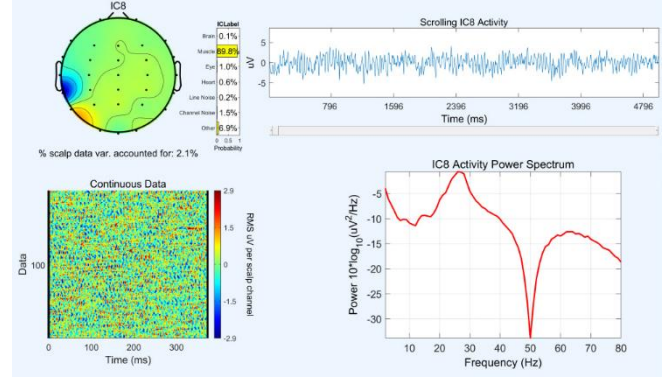 IC8
ICLabel
Brain 0.1%
Muscle 89.8%
Eye 1.0%
Heart 0.6%
Line Noise 0.2%
Channel Noise 1.5%
Other 6.9%
0 0.5 1
Probability
% scalp data var. accounted for: 2.1%
Scrolling IC8 Activity
uV
5
0
-5
796 1596 2396 3196 3996 4796
Time (ms)
Continuous Data
Data
100
0 100 200 300
Time (ms)
2.9
1.5
0
-1.5
-2.9
RMS uV per scalp channel
IC8 Activity Power Spectrum
Power 10*log10(uV2/Hz)
-5
-10
-15
-20
-25
-30
10 20 30 40 50 60 70 80
Frequency (Hz)